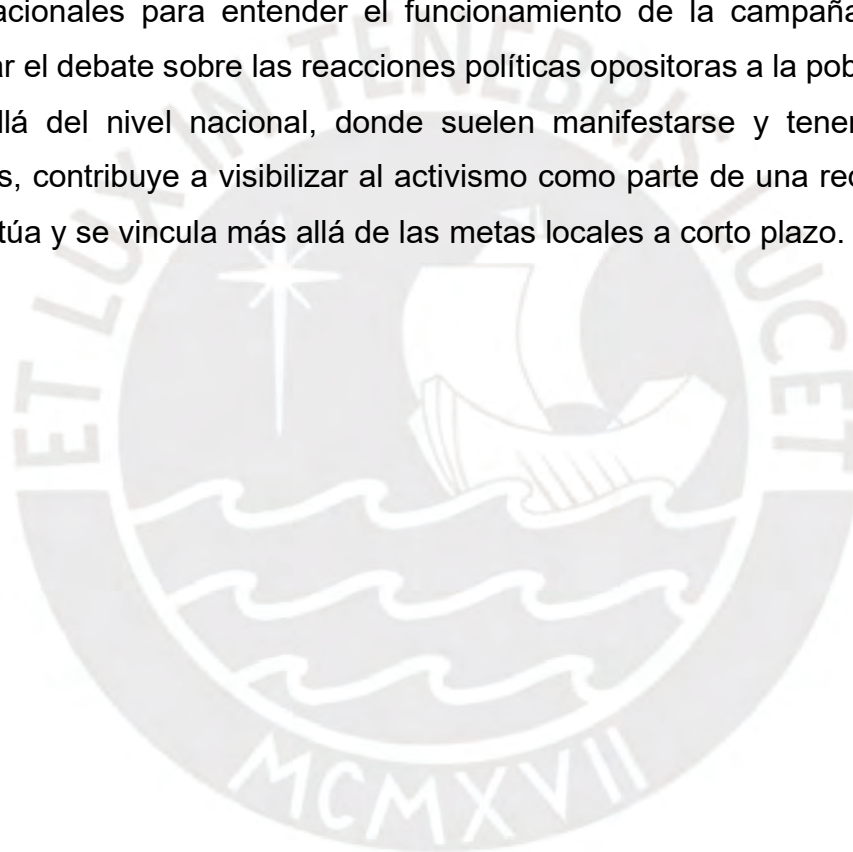 acionales para entender el funcionamiento de la campaña
ar el debate sobre las reacciones políticas opositoras a la pob
llá del nivel nacional, donde suelen manifestarse y tener
s, contribuye a visibilizar al activismo como parte de una rec
túa y se vincula más allá de las metas locales a corto plazo.
ET LUX IN TENEBRIS LUCET
MCMXVII